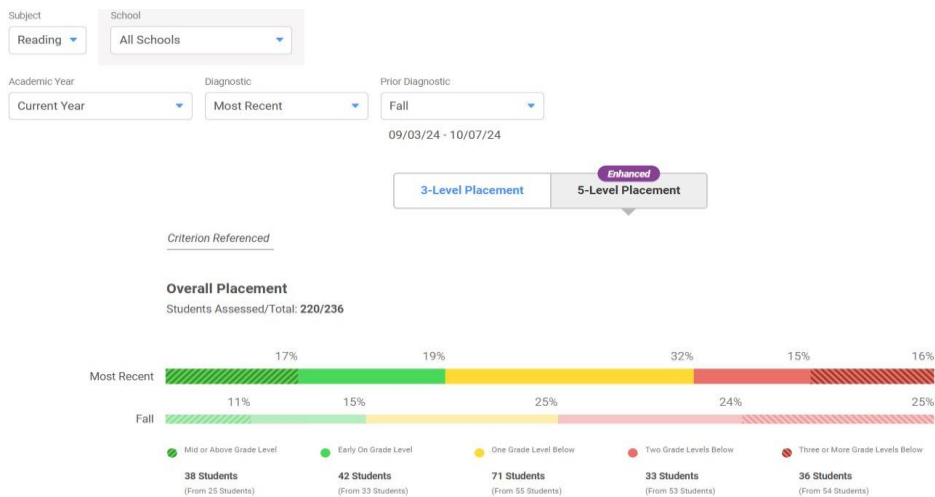 Subject School
Reading All Schools
Academic Year Diagnostic Prior Diagnostic
Current Year Most Recent Fall
09/03/24 - 10/07/24
Enhanced
3-Level Placement 5-Level Placement
Criterion Referenced
Overall Placement
Students Assessed/Total: 220/236
17% 19% 32% 15% 16%
Most Recent
11% 15% 25% 24% 25%
Fall
Mid or Above Grade Level Early On Grade Level One Grade Level Below Two Grade Levels Below Three or More Grade Levels Below
38 Students 42 Students 71 Students 33 Students 36 Students
(From 25 Students) (From 33 Students) (From 55 Students) (From 53 Students) (From 54 Students)